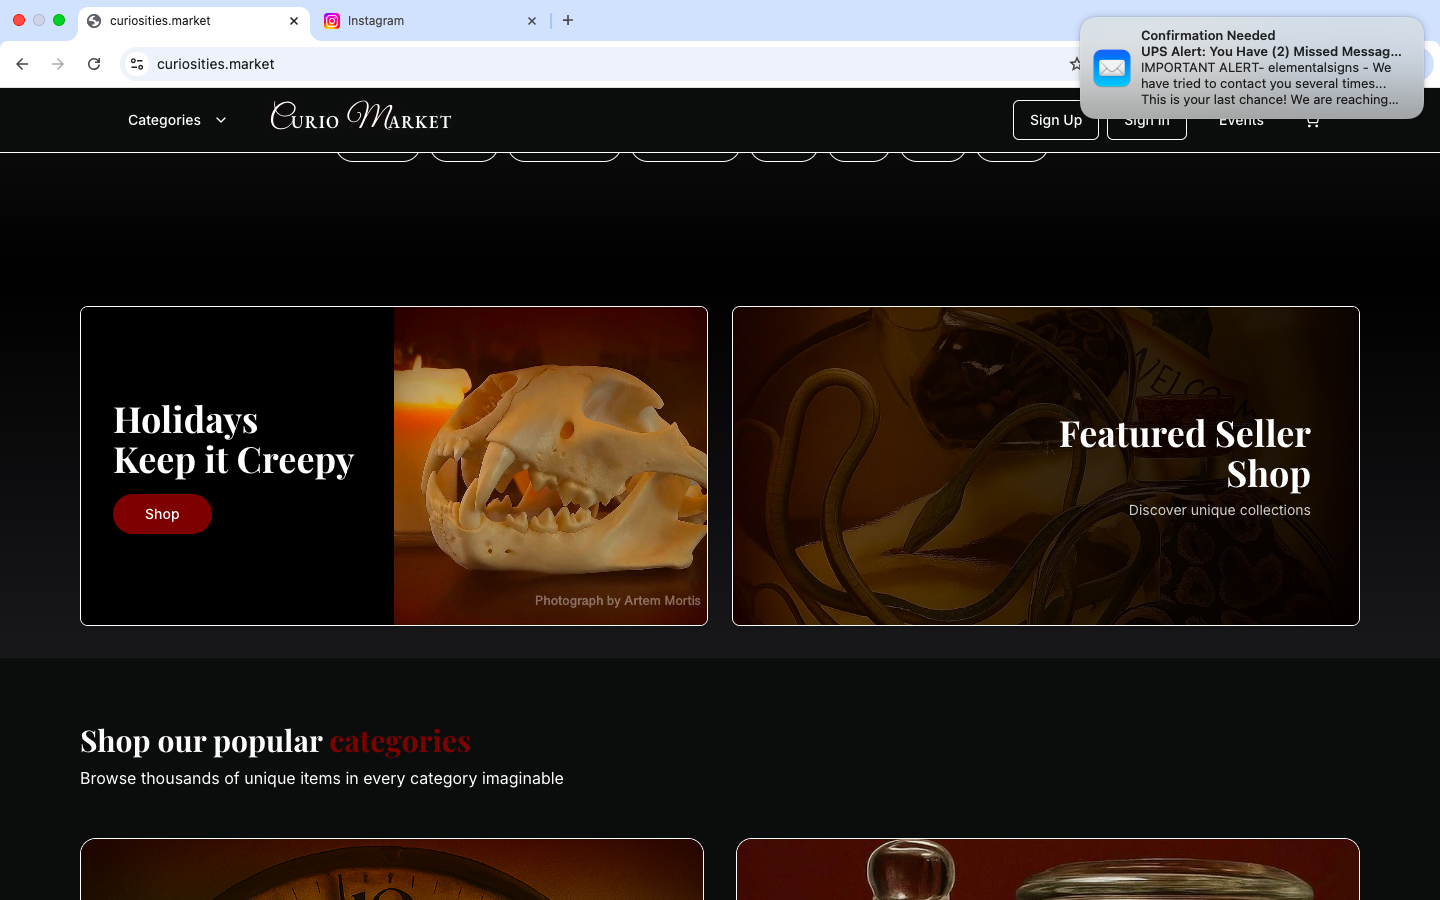 curiosities.market
Instagram
curiosities.market
Confirmation Needed
UPS Alert: You Have (2) Missed Messag...
IMPORTANT ALERT- elementalsigns - We
have tried to contact you several times...
This is your last chance! We are reaching...
Categories
Curio Market
Sign Up
Sign In
Events
Holidays
Keep it Creepy
Shop
Photograph by Artem Mortis
WELCOM
Featured Seller
Shop
Discover unique collections
Shop our popular categories
Browse thousands of unique items in every category imaginable
12